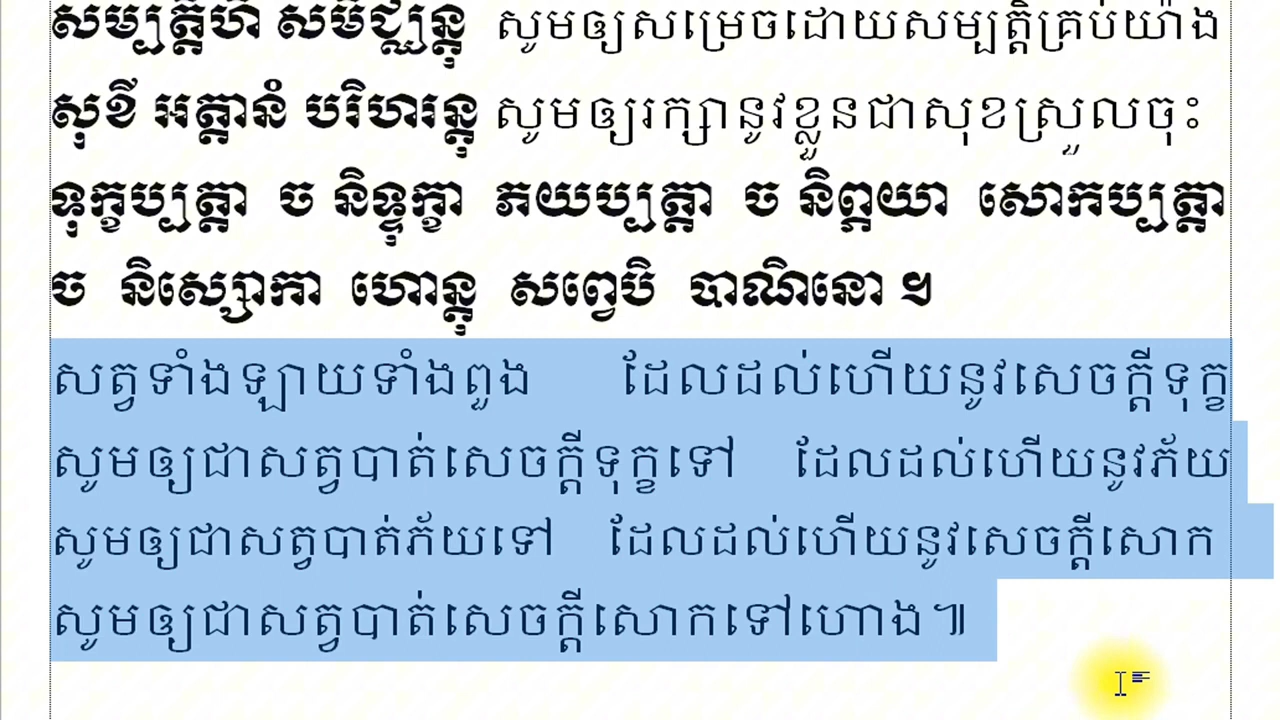 សម្បត្តីហិ សមិជ្ឈន្តុ សូមឲ្យសម្រេចដោយសម្បត្តិគ្រប់យ៉ាង
សុខី អត្តានំ បរិហរន្តុ សូមឲ្យរក្សានូវខ្លួនជាសុខស្រួលចុះ
ទុក្ខប្បត្តា ច និទ្ទុក្ខា ភយប្បត្តា ច និព្ភយា សោកប្បត្តា
ច និស្សោកា ហោន្តុ សព្វេបិ បាណិនោ ៗ
សត្វទាំងឡាយទាំងពួង ដែលដល់ហើយនូវសេចក្តីទុក្ខ
សូមឲ្យជាសត្វបាត់សេចក្តីទុក្ខទៅ ដែលដល់ហើយនូវភ័យ
សូមឲ្យជាសត្វបាត់ភ័យទៅ ដែលដល់ហើយនូវសេចក្តីសោក
សូមឲ្យជាសត្វបាត់សេចក្តីសោកទៅហោង៕